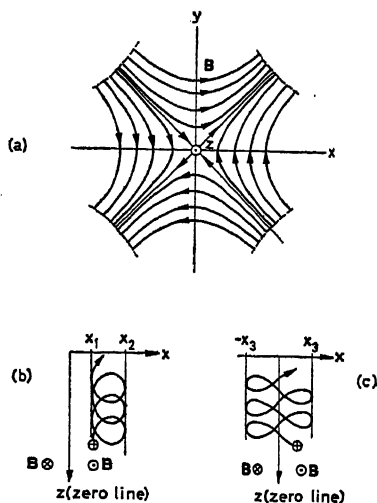 y
B
(a)
z
x
x₁ x₂
x
(b)
B⊗ ⊙B
z(zero line)
-x₃ x₃
x
(c)
B⊗ ⊙B
z(zero line)